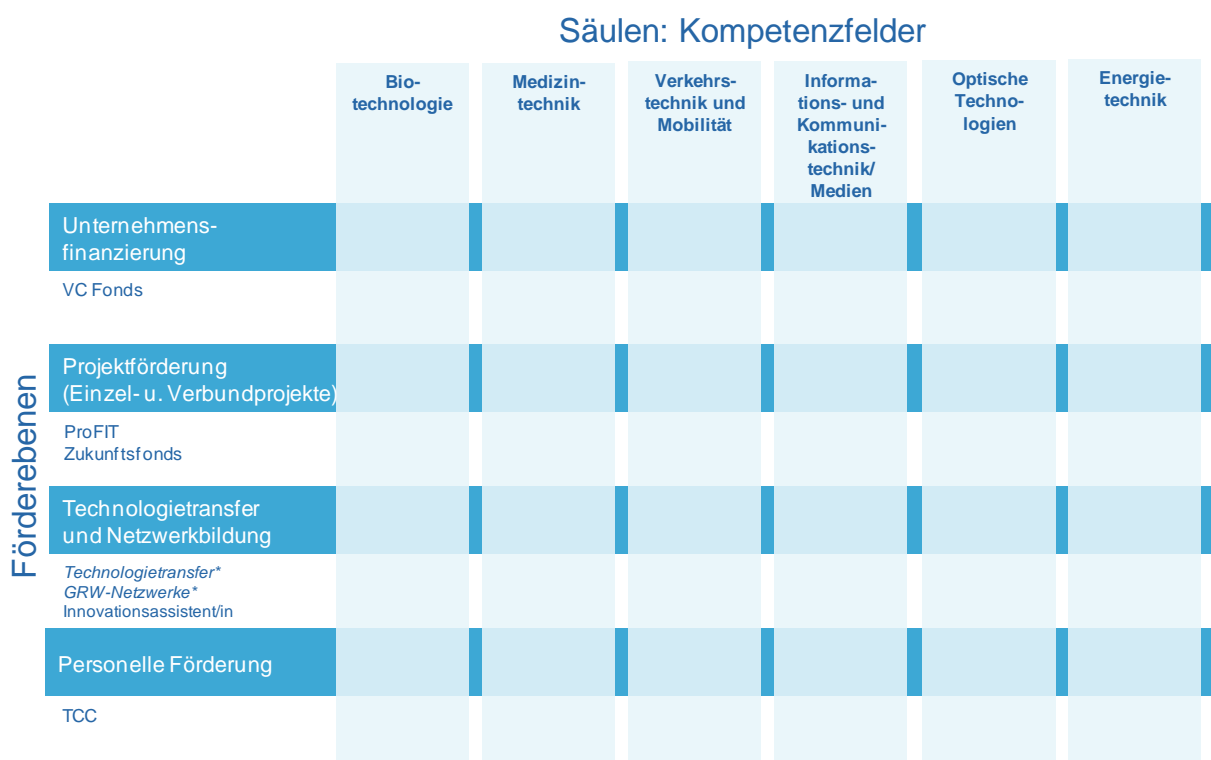 Säulen: Kompetenzfelder
Bio-
technologie
Medizin-
technik
Verkehrs-
technik und
Mobilität
Informa-
tions- und
Kommuni-
kations-
technik/
Medien
Optische
Techno-
logien
Energie-
technik
Förderebenen
Unternehmens-
finanzierung
VC Fonds
Projektförderung
(Einzel- u. Verbundprojekte)
ProFIT
Zukunftsfonds
Technologietransfer
und Netzwerkbildung
Technologietransfer*
GRW-Netzwerke*
Innovationsassistent/in
Personelle Förderung
TCC